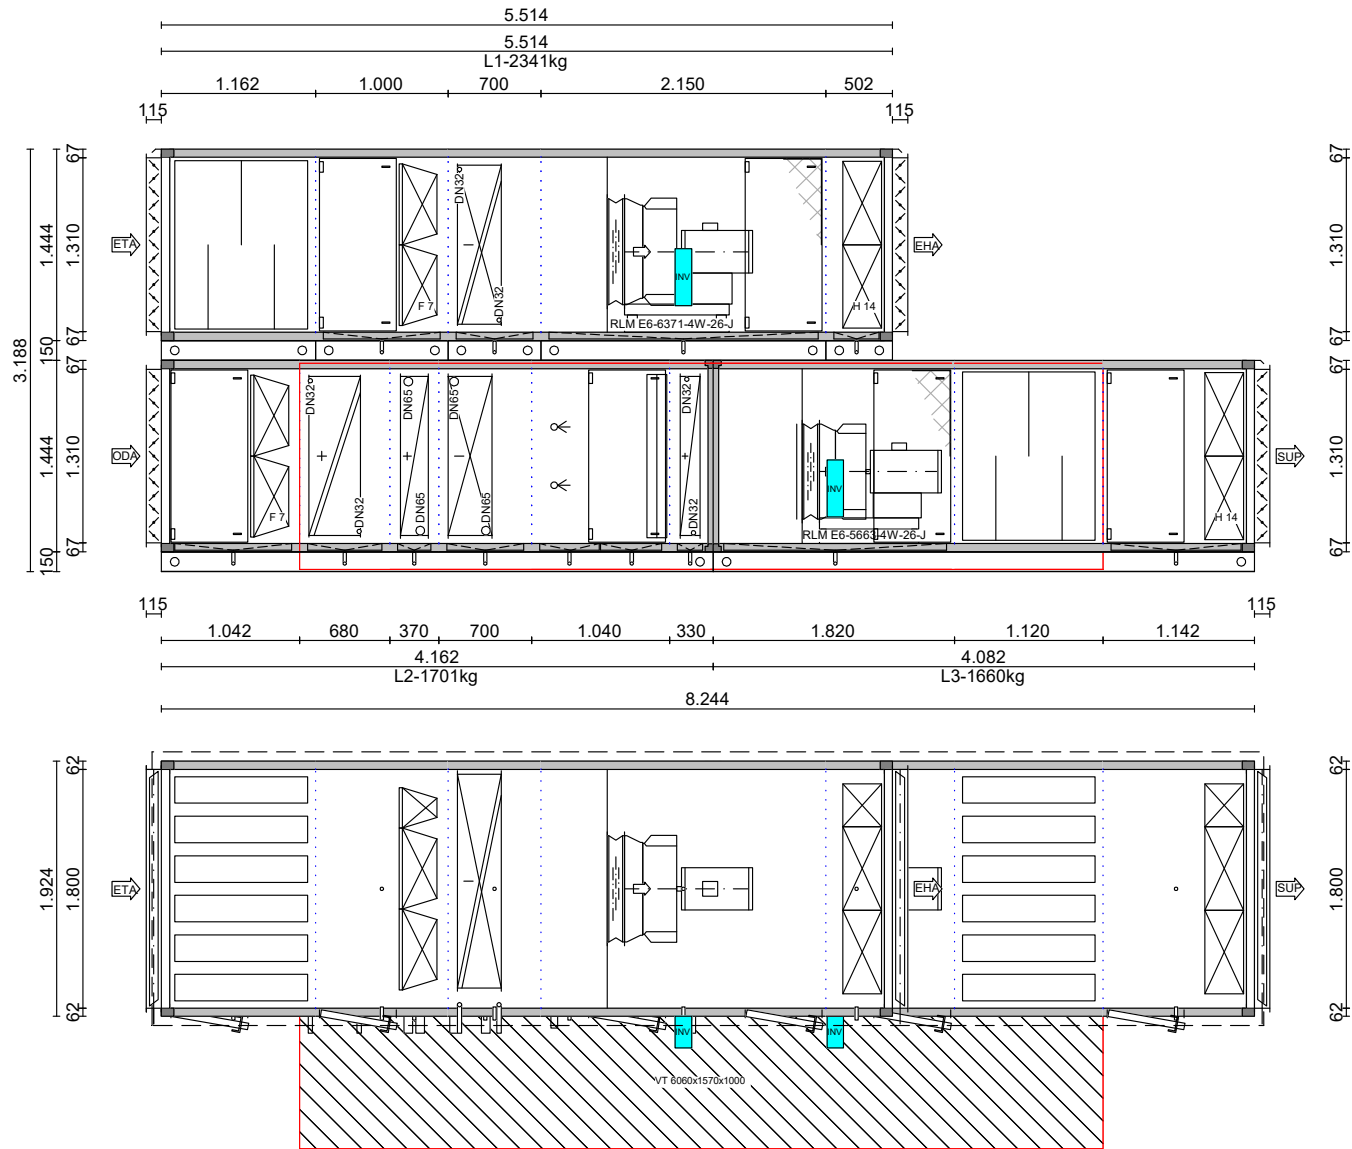 5.514
5.514
L1-2341kg
1.162 1.000 700 2.150 502
115 115
67 67
DN32
3.188 1.444 1.310 ETA EHA 1.310 1.444
INV
F 7 DN32 H 14
RLM E6-6371-4W-26-J
67 67
150
67 67
DN32 DN65 DN65 DN32
1.444 1.310 ODA SUP 1.310
INV
F 7 DN32 DN65 DN65 DN32 H 14
RLM E6-5663-4W-26-J
67 67
150
115 115
1.042 680 370 700 1.040 330 1.820 1.120 1.142
4.162 4.082
L2-1701kg L3-1660kg
8.244
62 62
1.924 1.800 ETA EHA SUP 1.800
62 62
INV INV
VT 6060x1570x1000